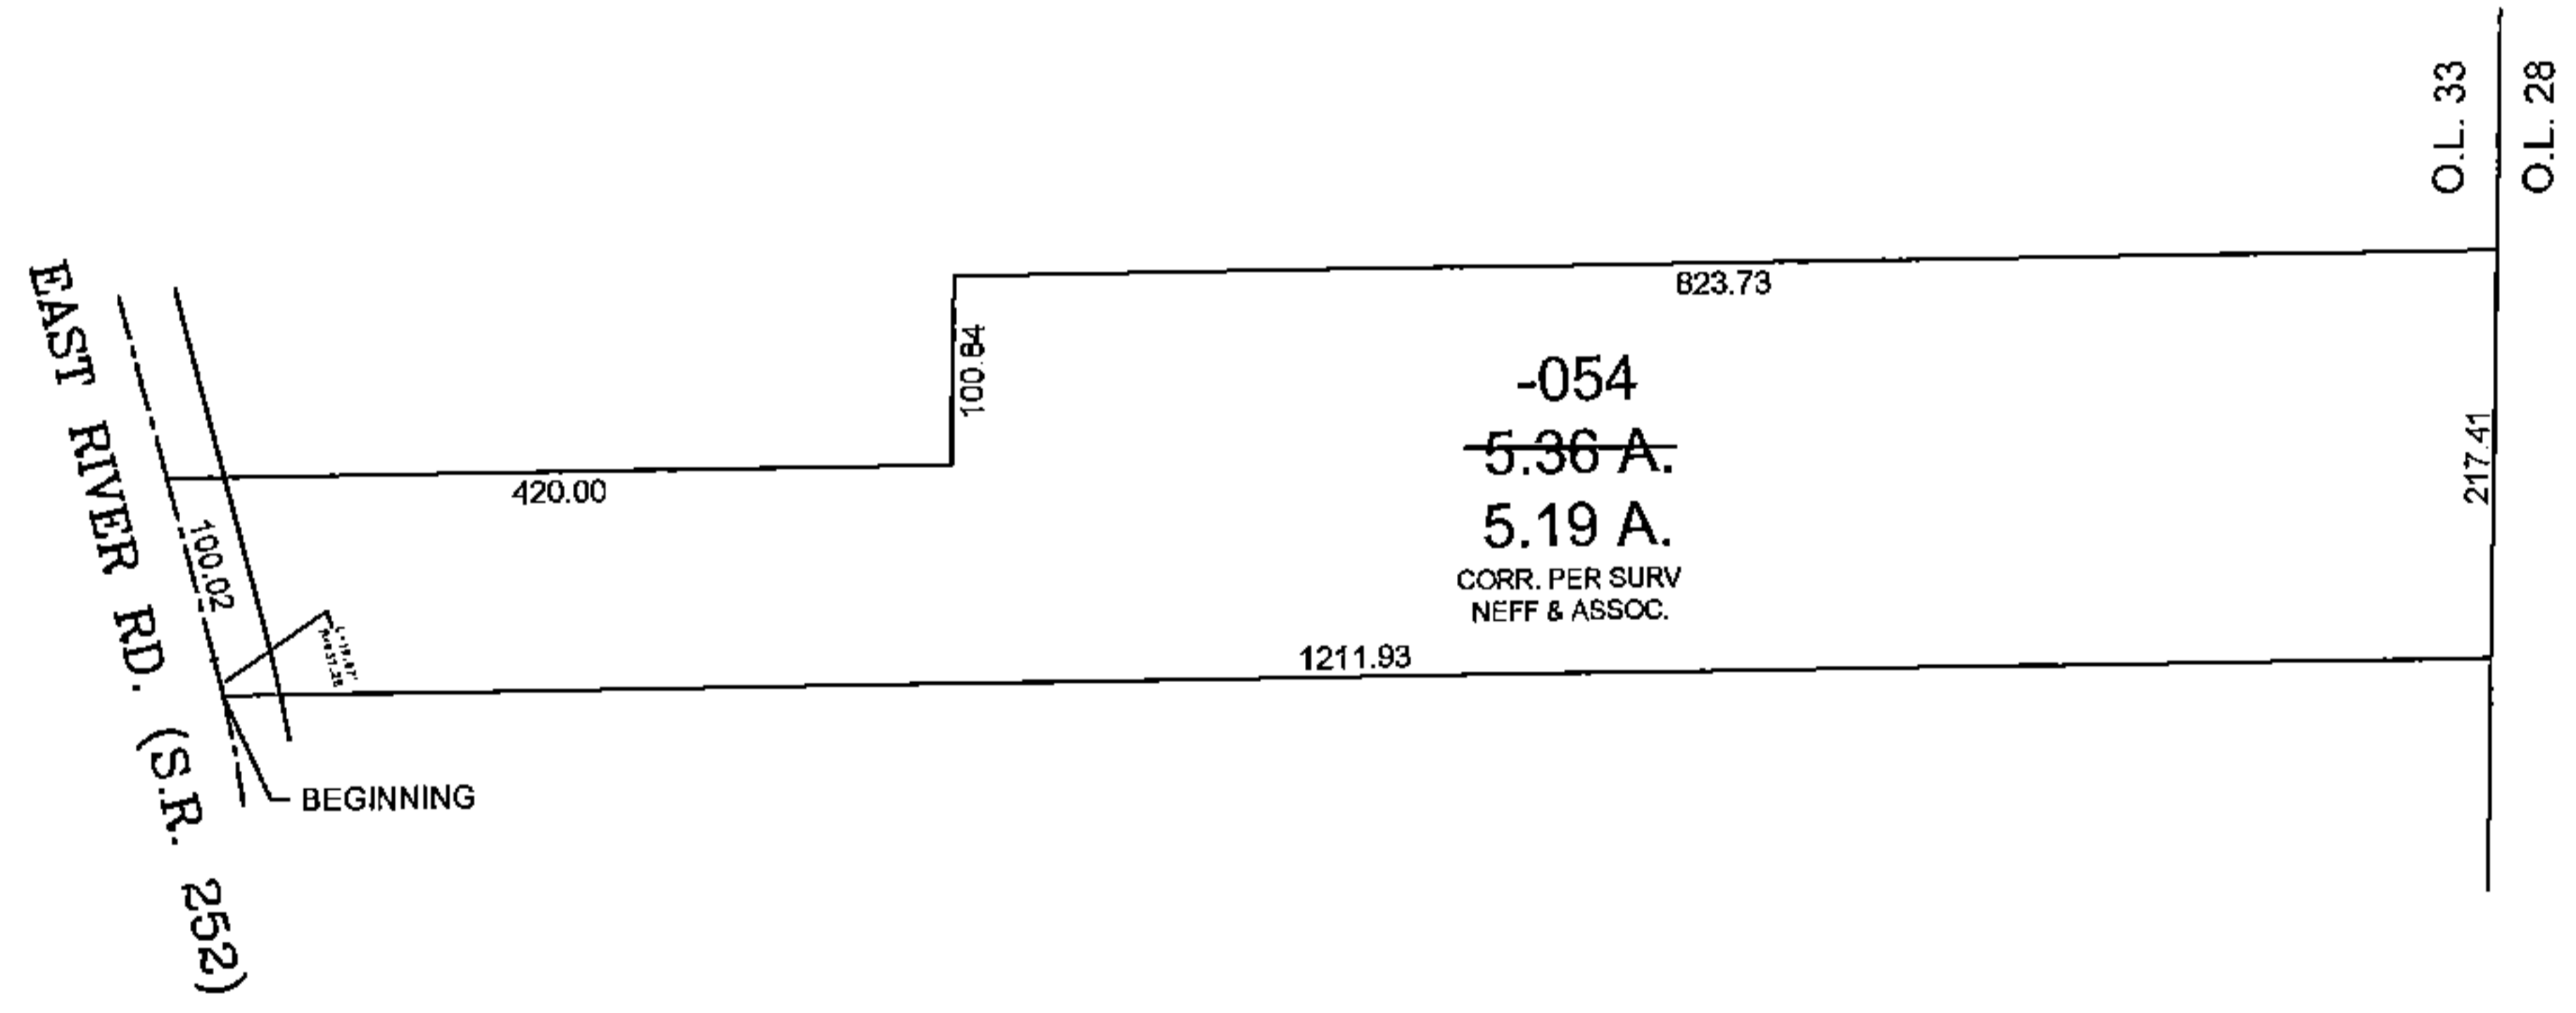 O.L. 33
O.L. 28
823.73
100.84
-054
5.36 A.
217.41
420.00
5.19 A.
100.02
CORR. PER SURV
NEFF & ASSOC.
1211.93
BEGINNING
EAST RIVER RD. (S.R. 252)